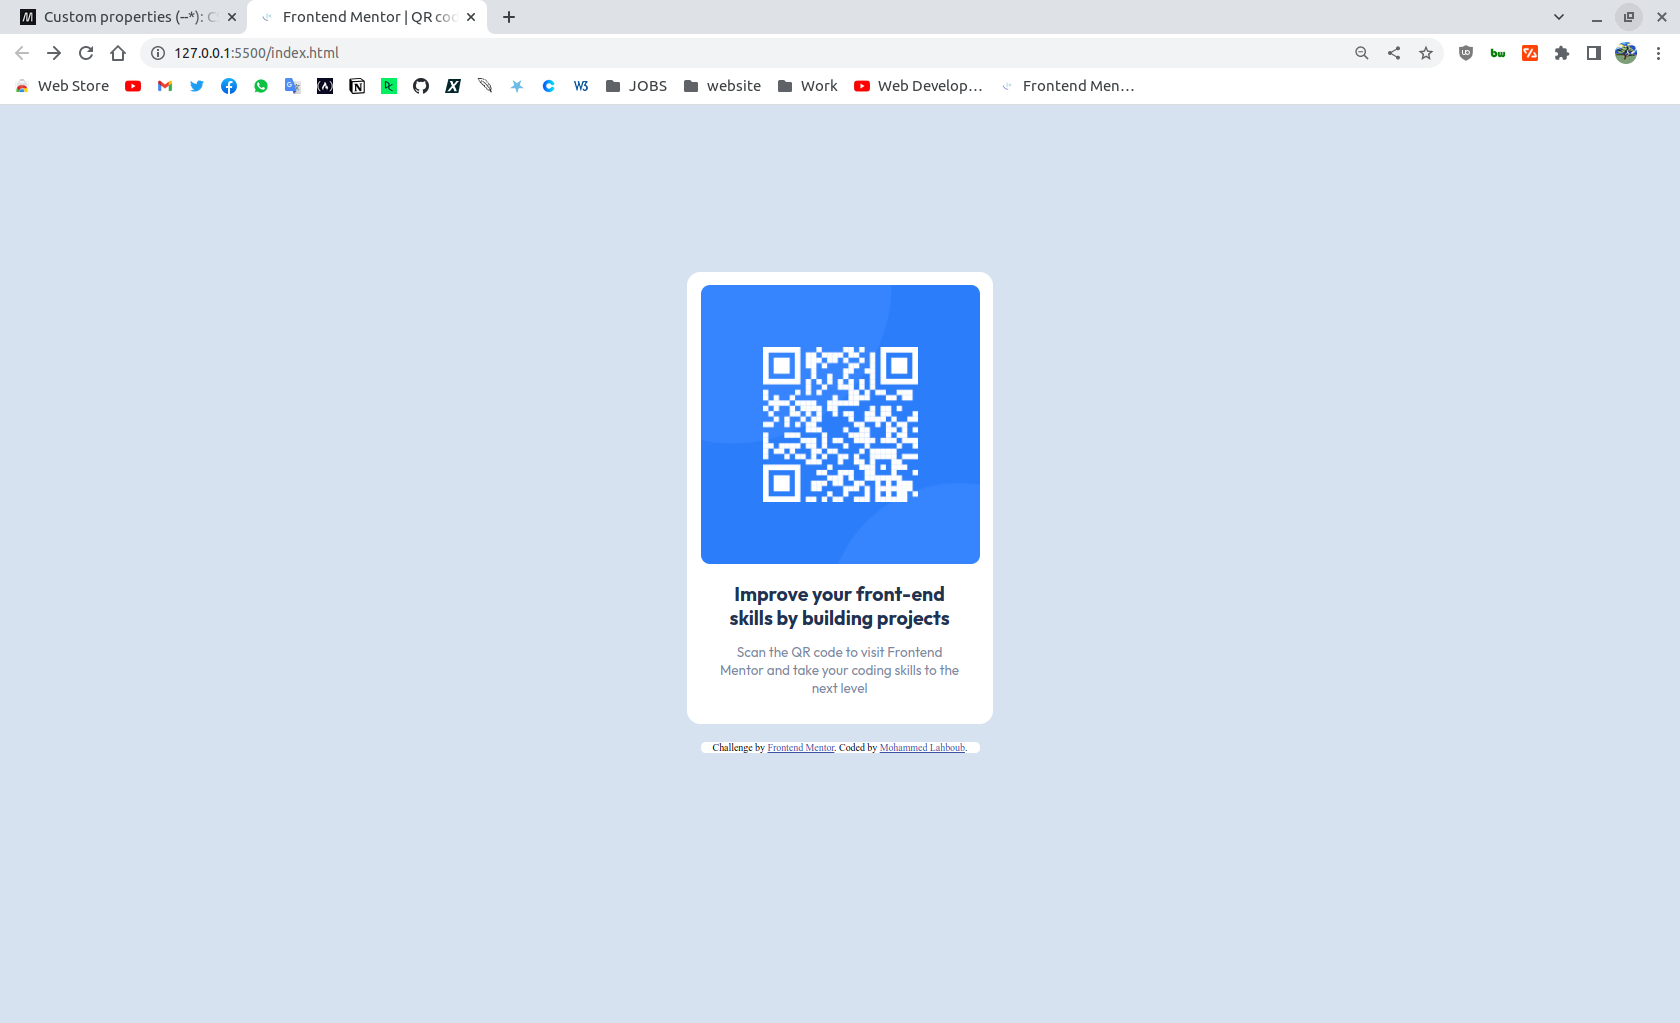 Custom properties (--*): C
Frontend Mentor | QR cod
127.0.0.1:5500/index.html
Web Store
JOBS
website
Work
Web Develop...
Frontend Men...
Improve your front-end
skills by building projects
Scan the QR code to visit Frontend
Mentor and take your coding skills to the
next level
Challenge by Frontend Mentor. Coded by Mohammed Lahboub.